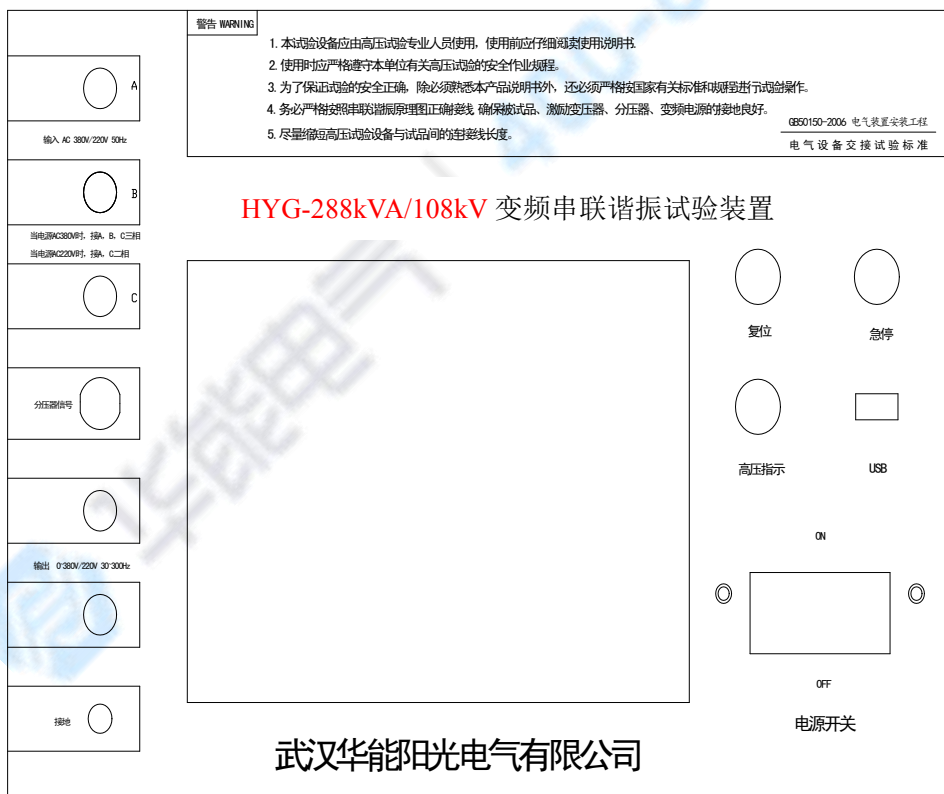 警告 WARNING
1. 本试验设备应由高压试验专业人员使用，使用前应仔细阅读使用说明书.
2. 使用时应严格遵守本单位有关高压试验的安全作业规程。
3. 为了保证试验的安全正确，除必须熟悉本产品说明书外，还必须严格按国家有关标准和规程进行试验操作。
4. 务必严格按照串联谐振原理图正确接线，确保被试品、激励变压器、分压器、变频电源的接地良好。
5. 尽量缩短高压试验设备与试品间的连接线长度。
GB50150-2006 电气装置安装工程
电气设备交接试验标准
A
输入 AC 380V/220V 50Hz
B
当电源AC380V时，接A、B、C三相
当电源AC220V时，接A、C二相
C
分压器信号
输出 0~380V/220V 30~300Hz
接地
HYG-288kVA/108kV 变频串联谐振试验装置
复位
急停
高压指示
USB
ON
OFF
电源开关
武汉华能阳光电气有限公司
华能电气